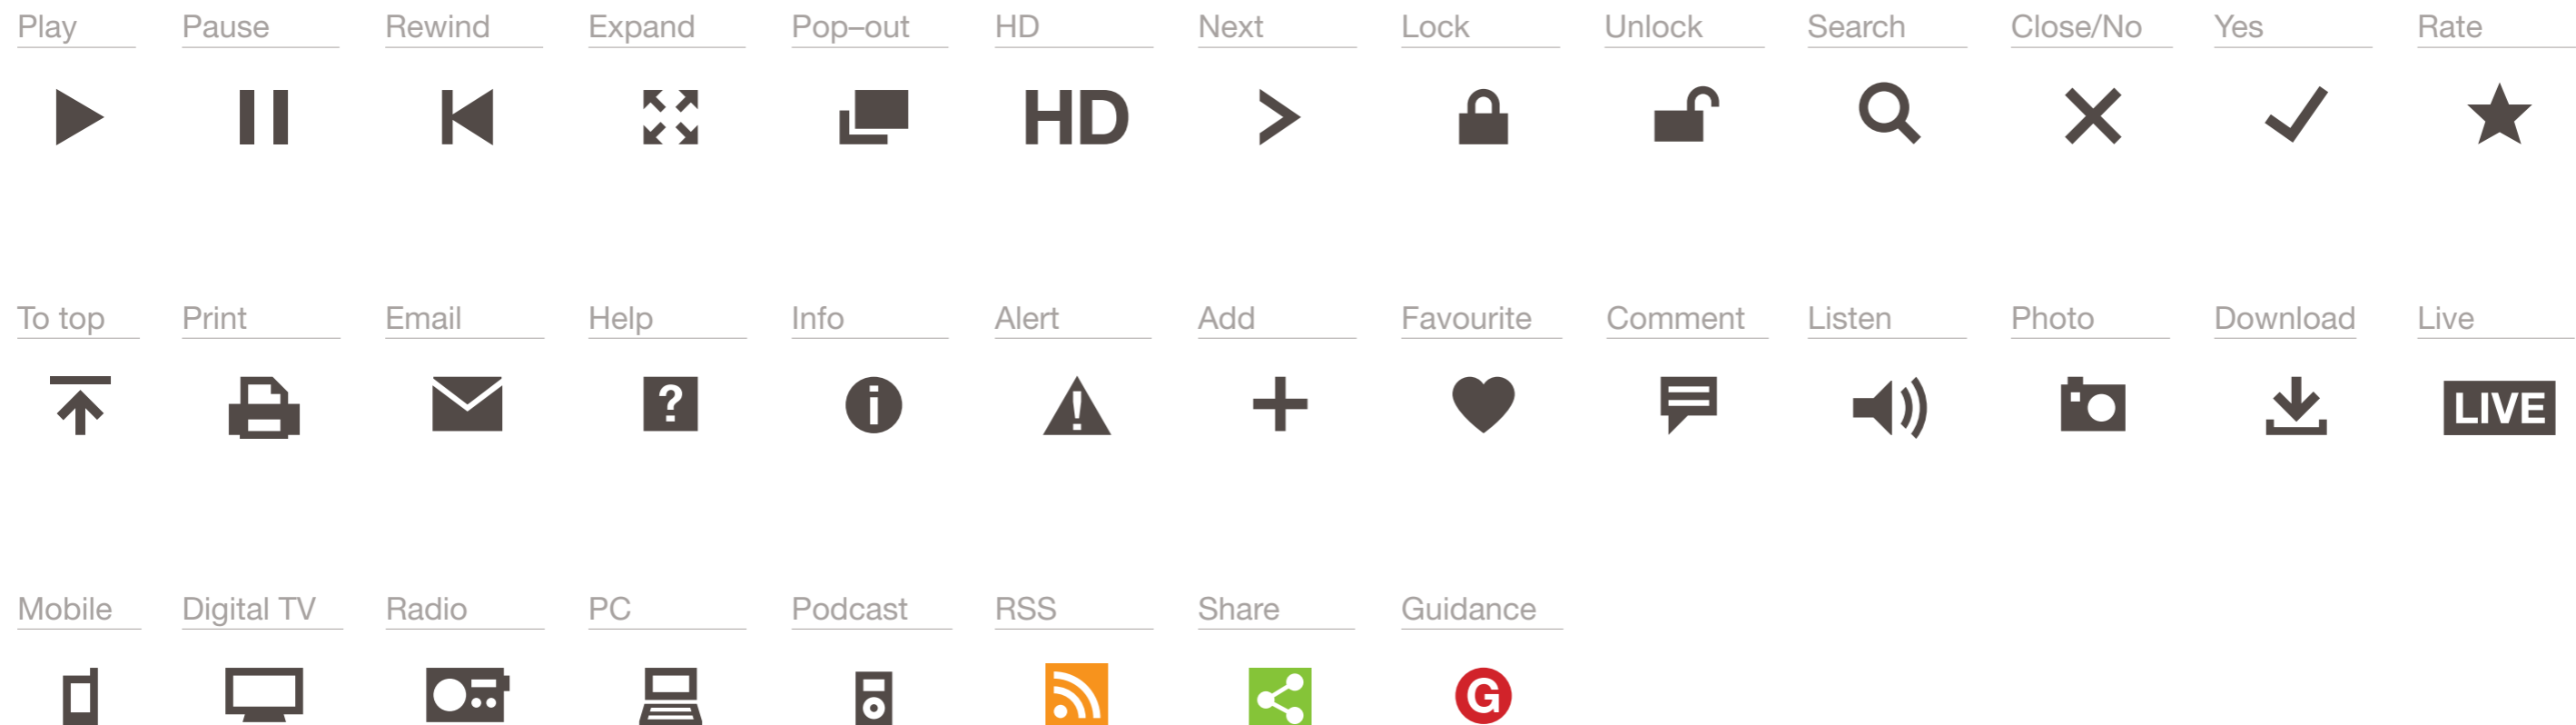 Play Pause Rewind Expand Pop–out HD Next Lock Unlock Search Close/No Yes Rate
HD
To top Print Email Help Info Alert Add Favourite Comment Listen Photo Download Live
? i ! LIVE
Mobile Digital TV Radio PC Podcast RSS Share Guidance
G